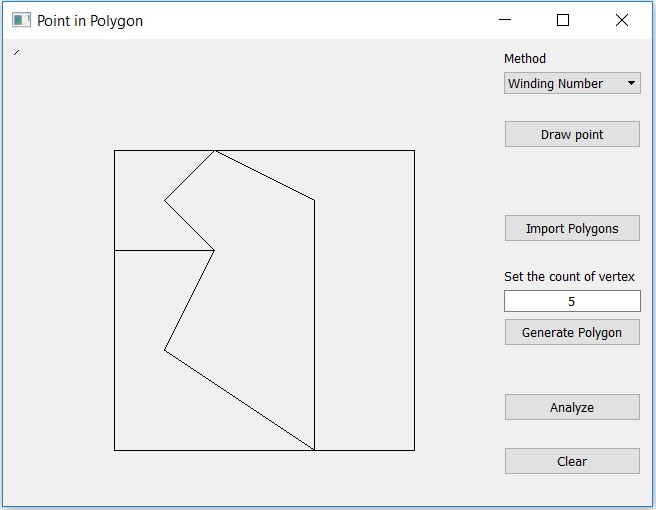 Point in Polygon
Method
Winding Number
Draw point
Import Polygons
Set the count of vertex
5
Generate Polygon
Analyze
Clear